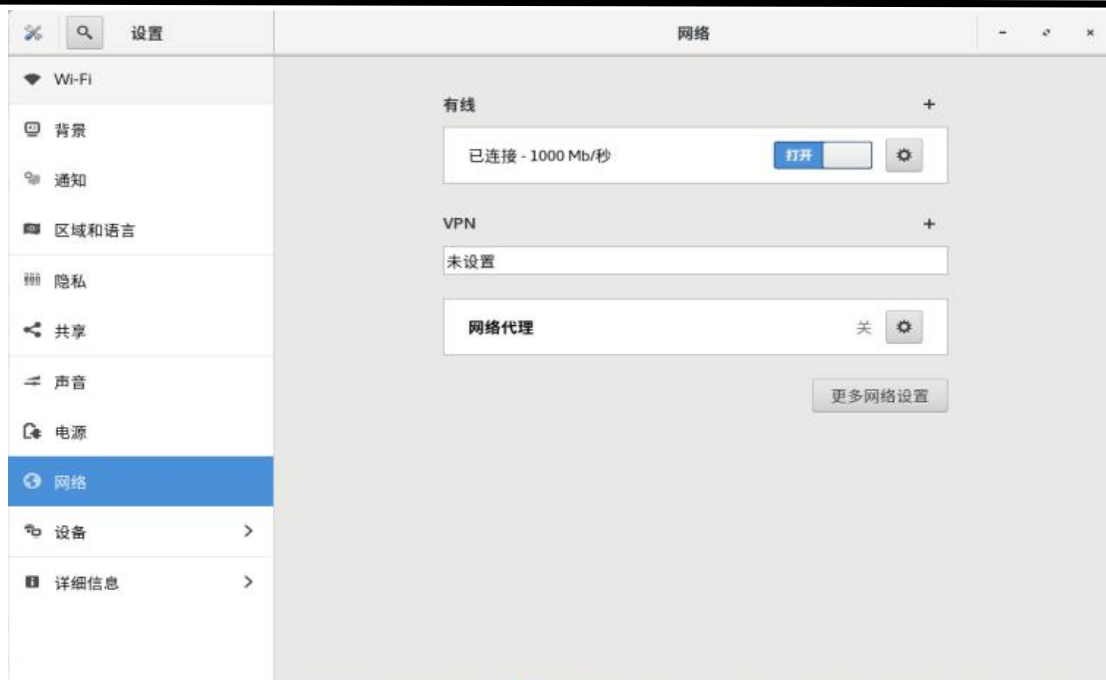 设置
网络
Wi-Fi
背景
通知
区域和语言
隐私
共享
声音
电源
网络
设备
详细信息
有线
已连接 - 1000 Mb/秒
打开
VPN
未设置
网络代理
关
更多网络设置